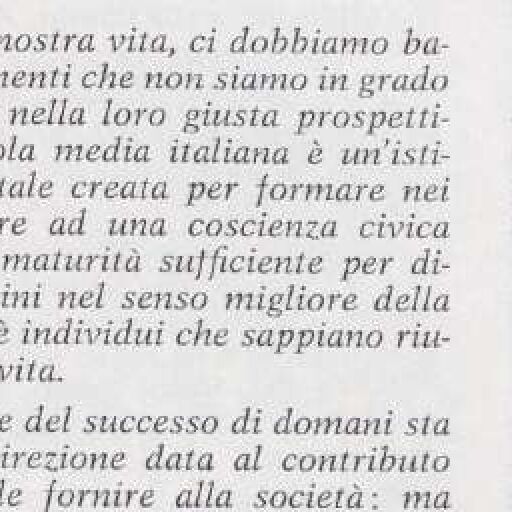 nostra vita, ci dobbiamo ba-
menti che non siamo in grado
nella loro giusta prospetti-
ola media italiana è un'isti-
tale creata per formare nei
re ad una coscienza civica
maturità sufficiente per di-
ini nel senso migliore della
è individui che sappiano riu-
vita.
e del successo di domani sta
irezione data al contributo
le fornire alla società: ma